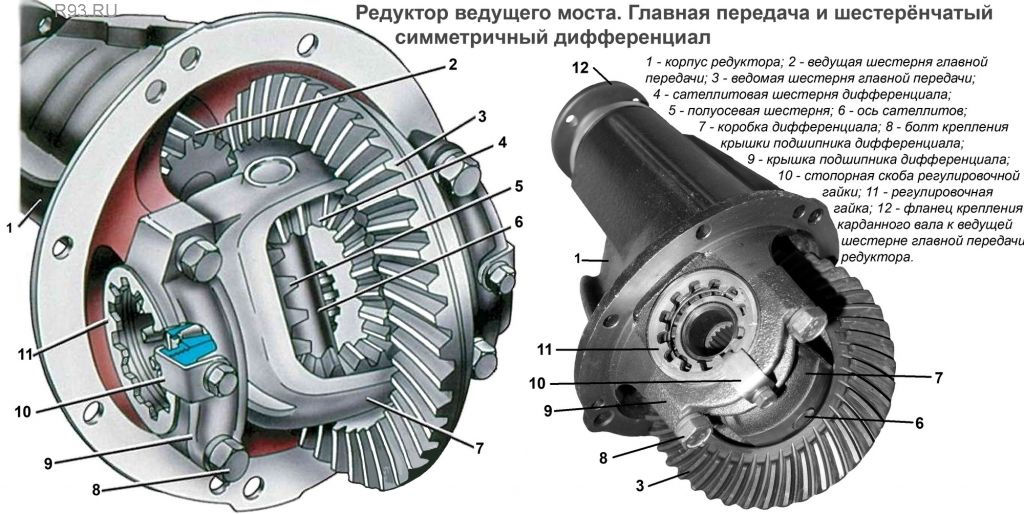 R93.RU
Редуктор ведущего моста. Главная передача и шестерёнчатый
симметричный дифференциал
1 - корпус редуктора; 2 - ведущая шестерня главной
передачи; 3 - ведомая шестерня главной передачи;
4 - сателлитовая шестерня дифференциала;
5 - полуосевая шестерня; 6 - ось сателлитов;
7 - коробка дифференциала; 8 - болт крепления
крышки подшипника дифференциала;
9 - крышка подшипника дифференциала;
10 - стопорная скоба регулировочной
гайки; 11 - регулировочная
гайка; 12 - фланец крепления
карданного вала к ведущей
шестерне главной передачи
редуктора.
2
3
4
5
6
1
11
10
9
8
7
12
1
11
10
9
8
3
7
6